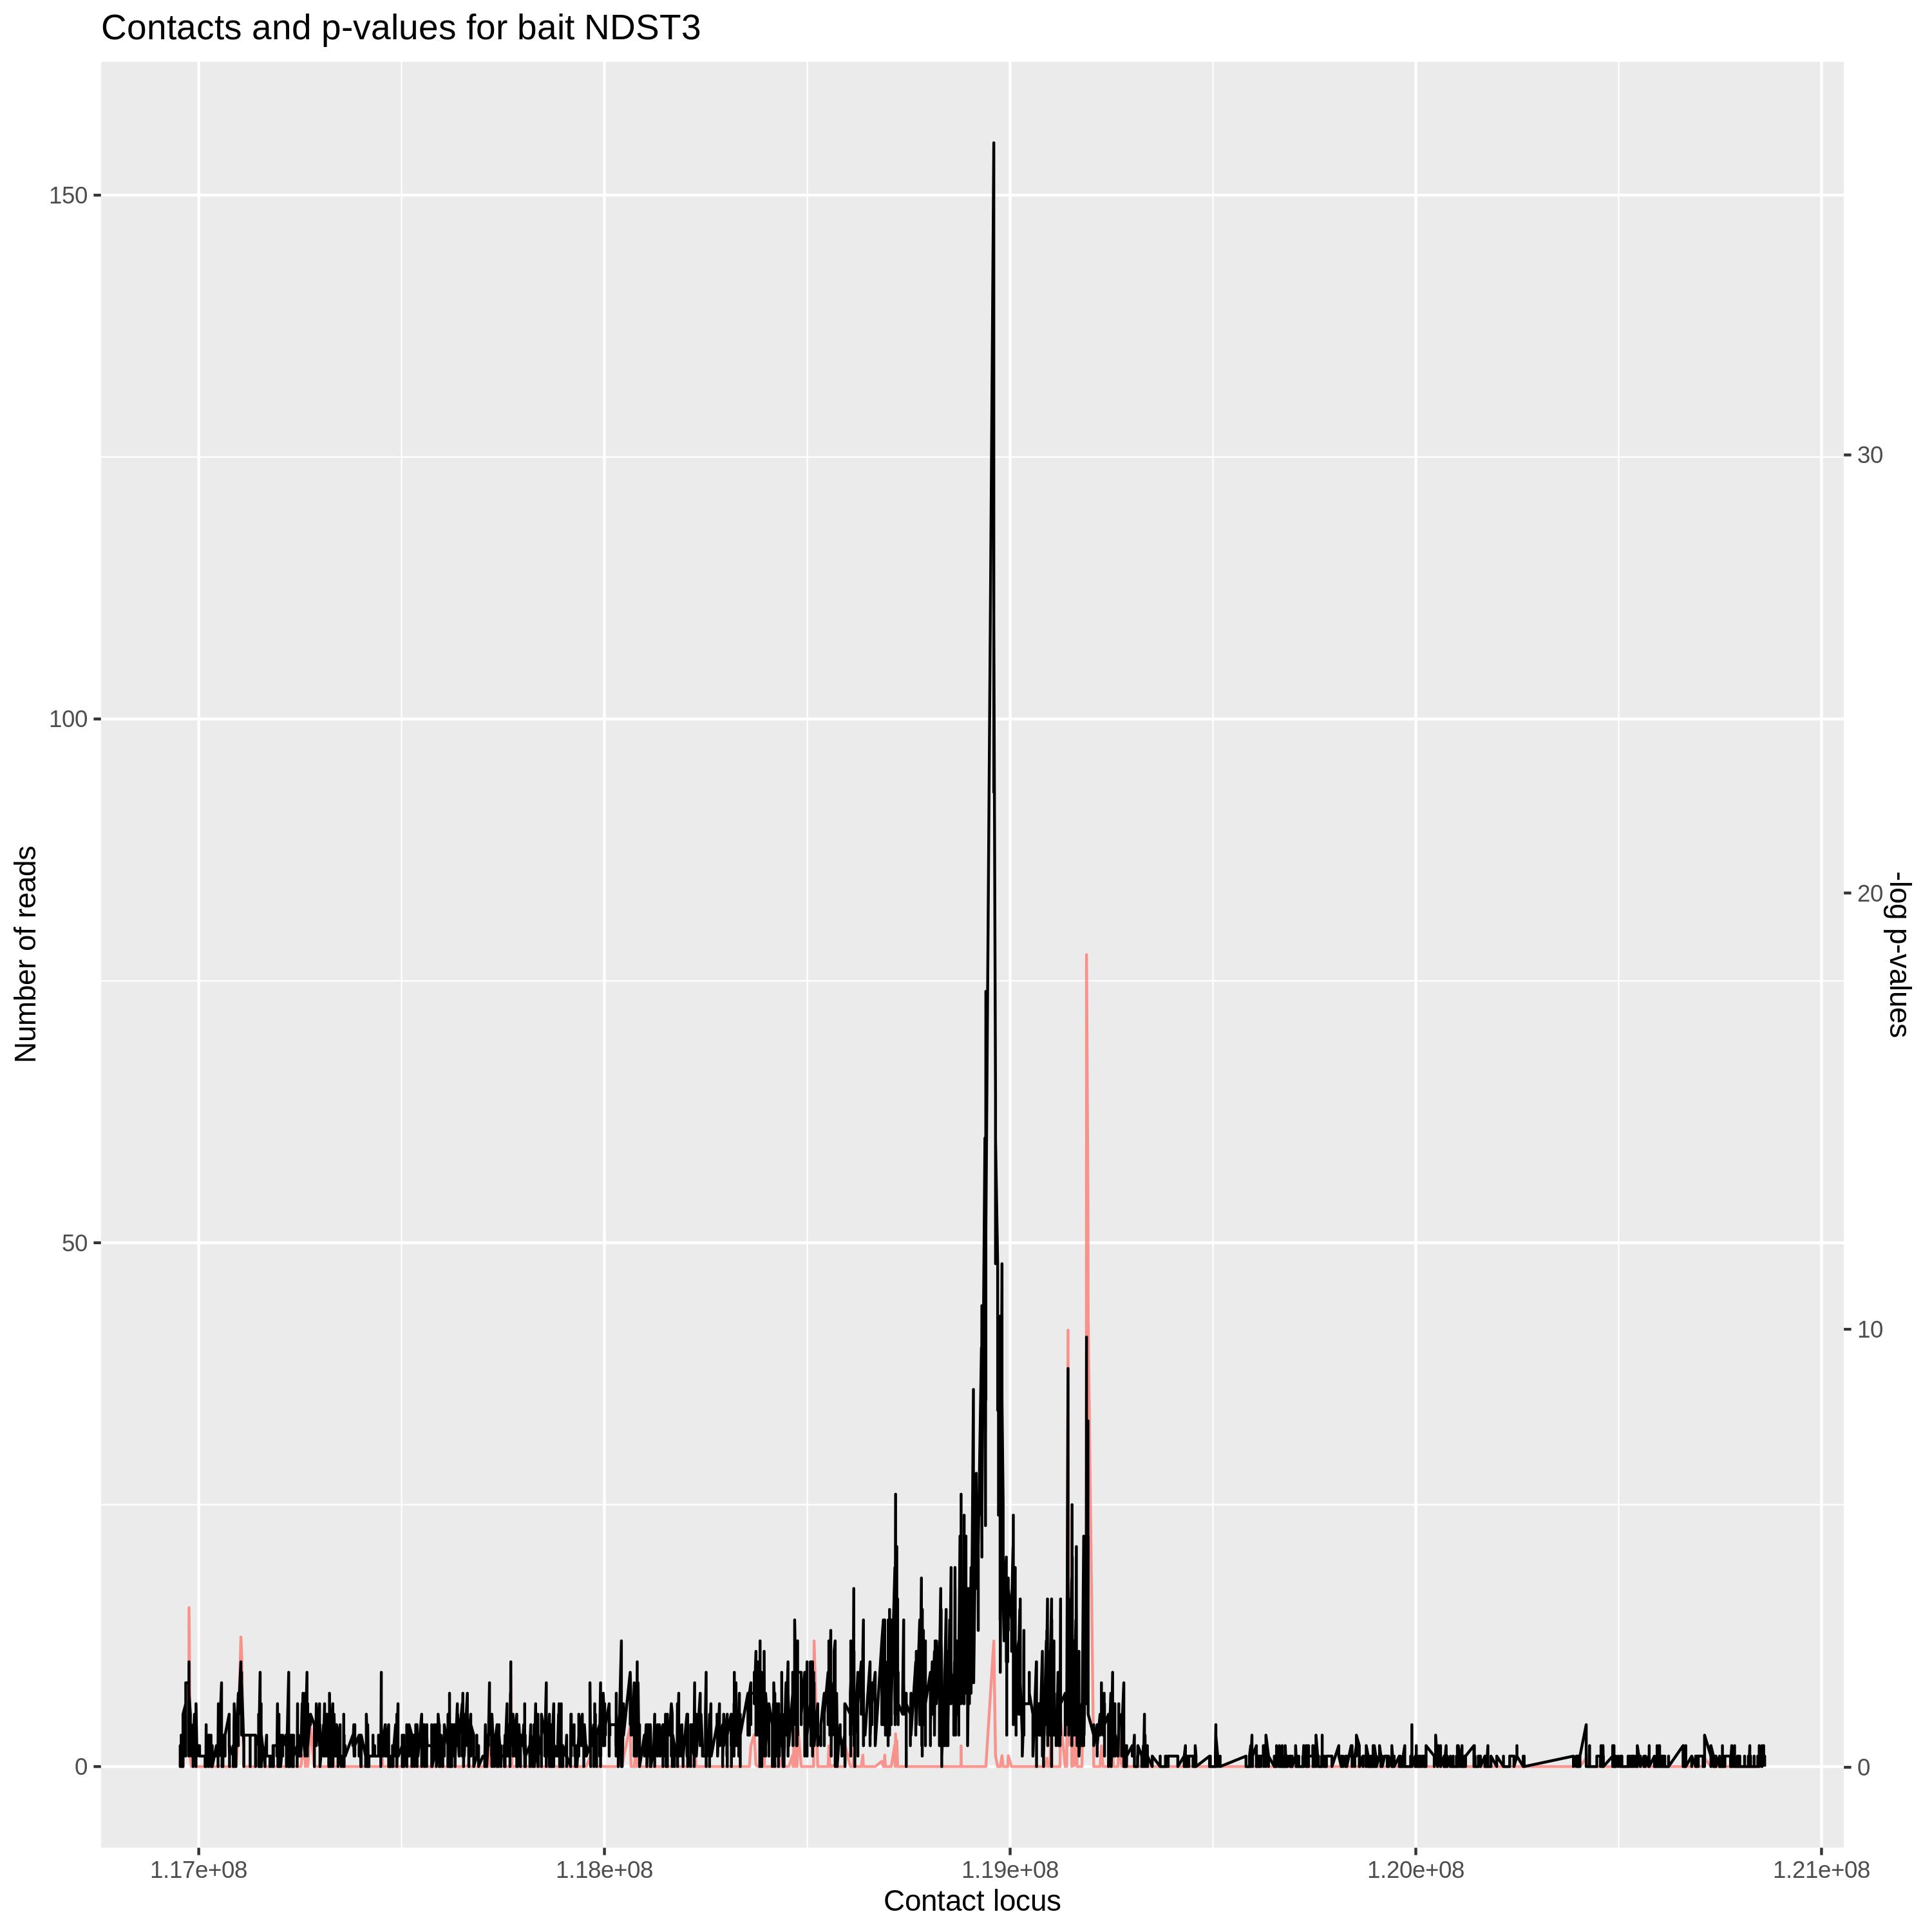 Contacts and p-values for bait NDST3
150
100
50
0
Number of reads
30
20
10
0
-log p-values
1.17e+08 1.18e+08 1.19e+08 1.20e+08 1.21e+08
Contact locus